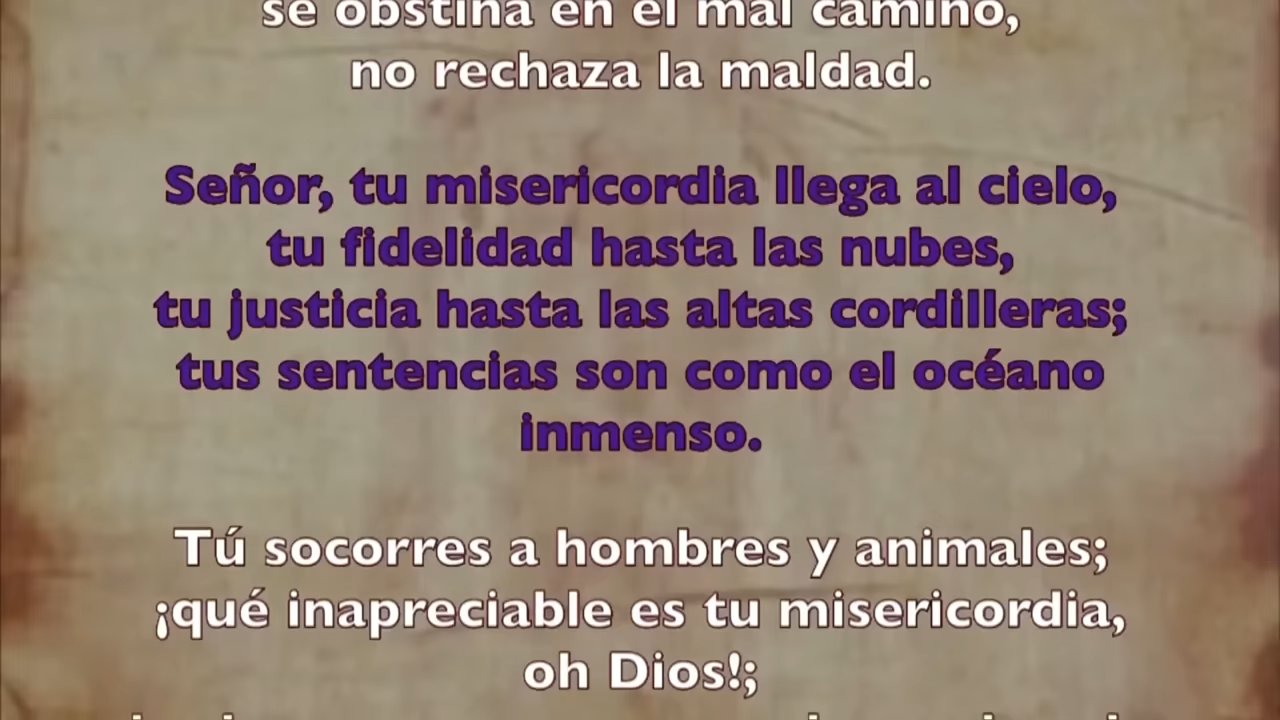 se obstina en el mal camino,
no rechaza la maldad.
Señor, tu misericordia llega al cielo,
tu fidelidad hasta las nubes,
tu justicia hasta las altas cordilleras;
tus sentencias son como el océano
inmenso.
Tú socorres a hombres y animales;
¡qué inapreciable es tu misericordia,
oh Dios!;